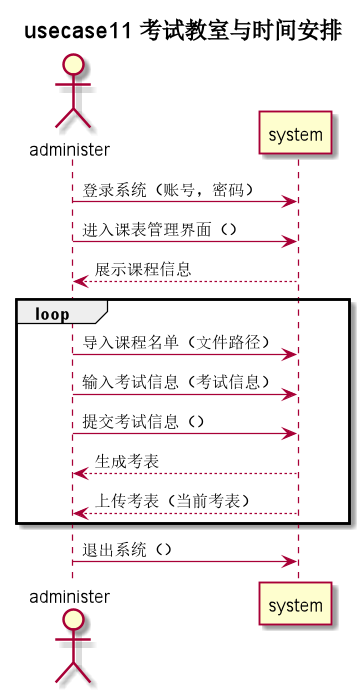 usecase11 考试教室与时间安排
administer
system
登录系统（账号，密码）
进入课表管理界面（）
展示课程信息
loop
导入课程名单（文件路径）
输入考试信息（考试信息）
提交考试信息（）
生成考表
上传考表（当前考表）
退出系统（）
administer
system